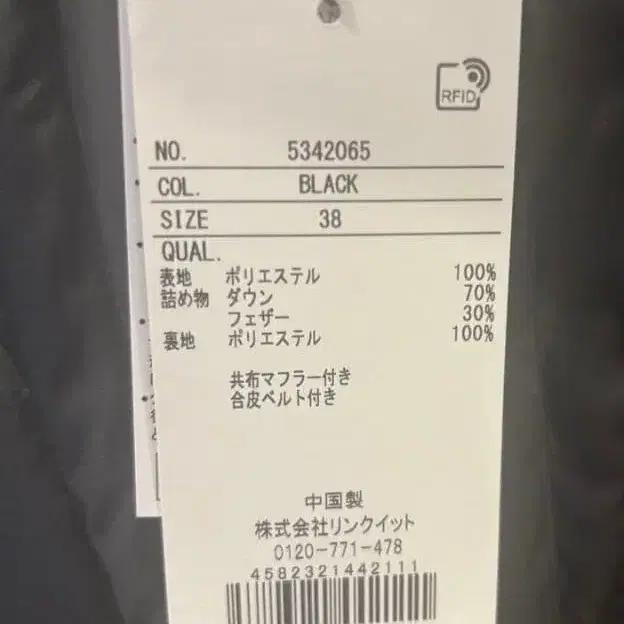 RFID
NO. 5342065
COL. BLACK
SIZE 38
QUAL.
表地 ポリエステル 100%
詰め物 ダウン 70%
フェザー 30%
裏地 ポリエステル 100%
共布マフラー付き
合皮ベルト付き
中国製
株式会社リンクイット
0120-771-478
4582321442111